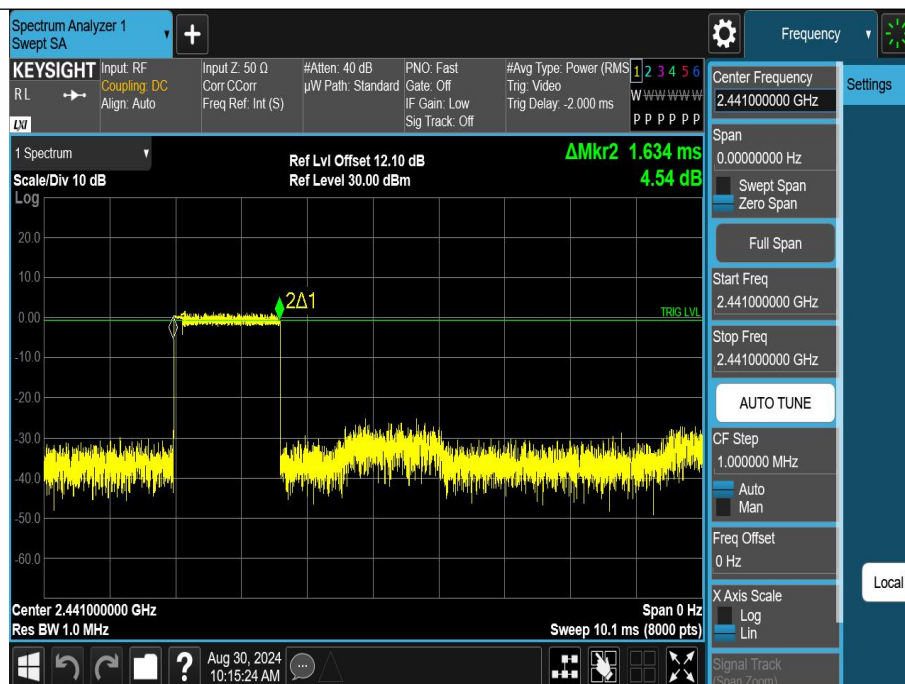 Spectrum Analyzer 1
Swept SA
Frequency
KEYSIGHT
RL
LXI
Input: RF
Coupling: DC
Align: Auto
Input Z: 50 Ω
Corr CCorr
Freq Ref: Int (S)
#Atten: 40 dB
µW Path: Standard
PNO: Fast
Gate: Off
IF Gain: Low
Sig Track: Off
#Avg Type: Power (RMS
Trig: Video
Trig Delay: -2.000 ms
1 2 3 4 5 6
W W W W W W
P P P P P P
1 Spectrum
Scale/Div 10 dB
Log
Ref Lvl Offset 12.10 dB
Ref Level 30.00 dBm
ΔMkr2 1.634 ms
4.54 dB
20.0
10.0
0.00
-10.0
-20.0
-30.0
-40.0
-50.0
-60.0
2Δ1
TRIG LVL
Center 2.441000000 GHz
Res BW 1.0 MHz
Span 0 Hz
Sweep 10.1 ms (8000 pts)
?
Aug 30, 2024
10:15:24 AM
Center Frequency
2.441000000 GHz
Span
0.00000000 Hz
Swept Span
Zero Span
Full Span
Start Freq
2.441000000 GHz
Stop Freq
2.441000000 GHz
AUTO TUNE
CF Step
1.000000 MHz
Auto
Man
Freq Offset
0 Hz
X Axis Scale
Log
Lin
Signal Track
(Span Zoom)
Settings
Local